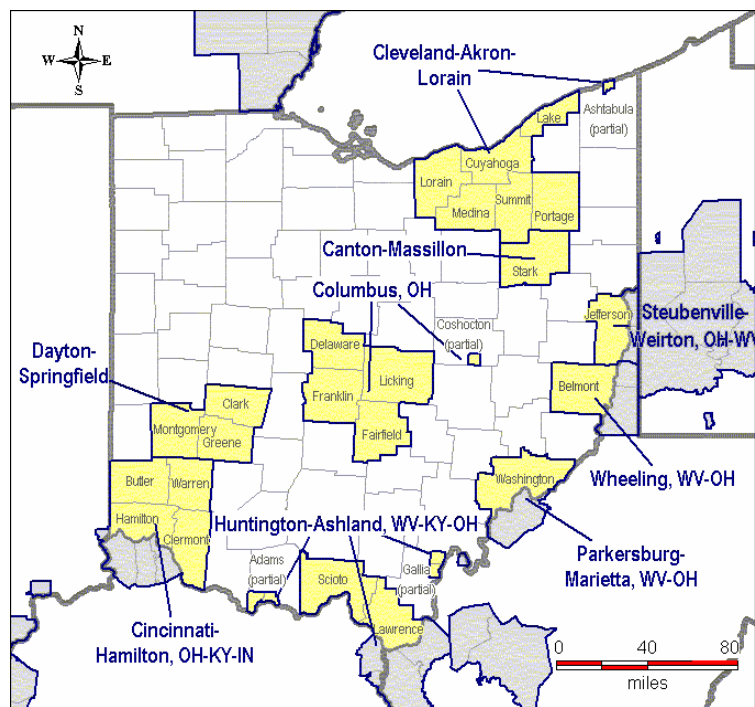 N
W E
S
Cleveland-Akron-
Lorain
Lake
Ashtabula
(partial)
Cuyahoga
Lorain
Summit
Medina
Portage
Canton-Massillon
Stark
Columbus, OH
Coshocton
(partial)
Jefferson
Steubenville-
Weirton, OH-WV
Dayton-
Springfield
Delaware
Licking
Franklin
Fairfield
Belmont
Clark
Montgomery
Greene
Wheeling, WV-OH
Butler
Warren
Hamilton
Clermont
Washington
Huntington-Ashland, WV-KY-OH
Parkersburg-
Marietta, WV-OH
Adams
(partial)
Scioto
Gallia
(partial)
Lawrence
Cincinnati-
Hamilton, OH-KY-IN
0 40 80
miles